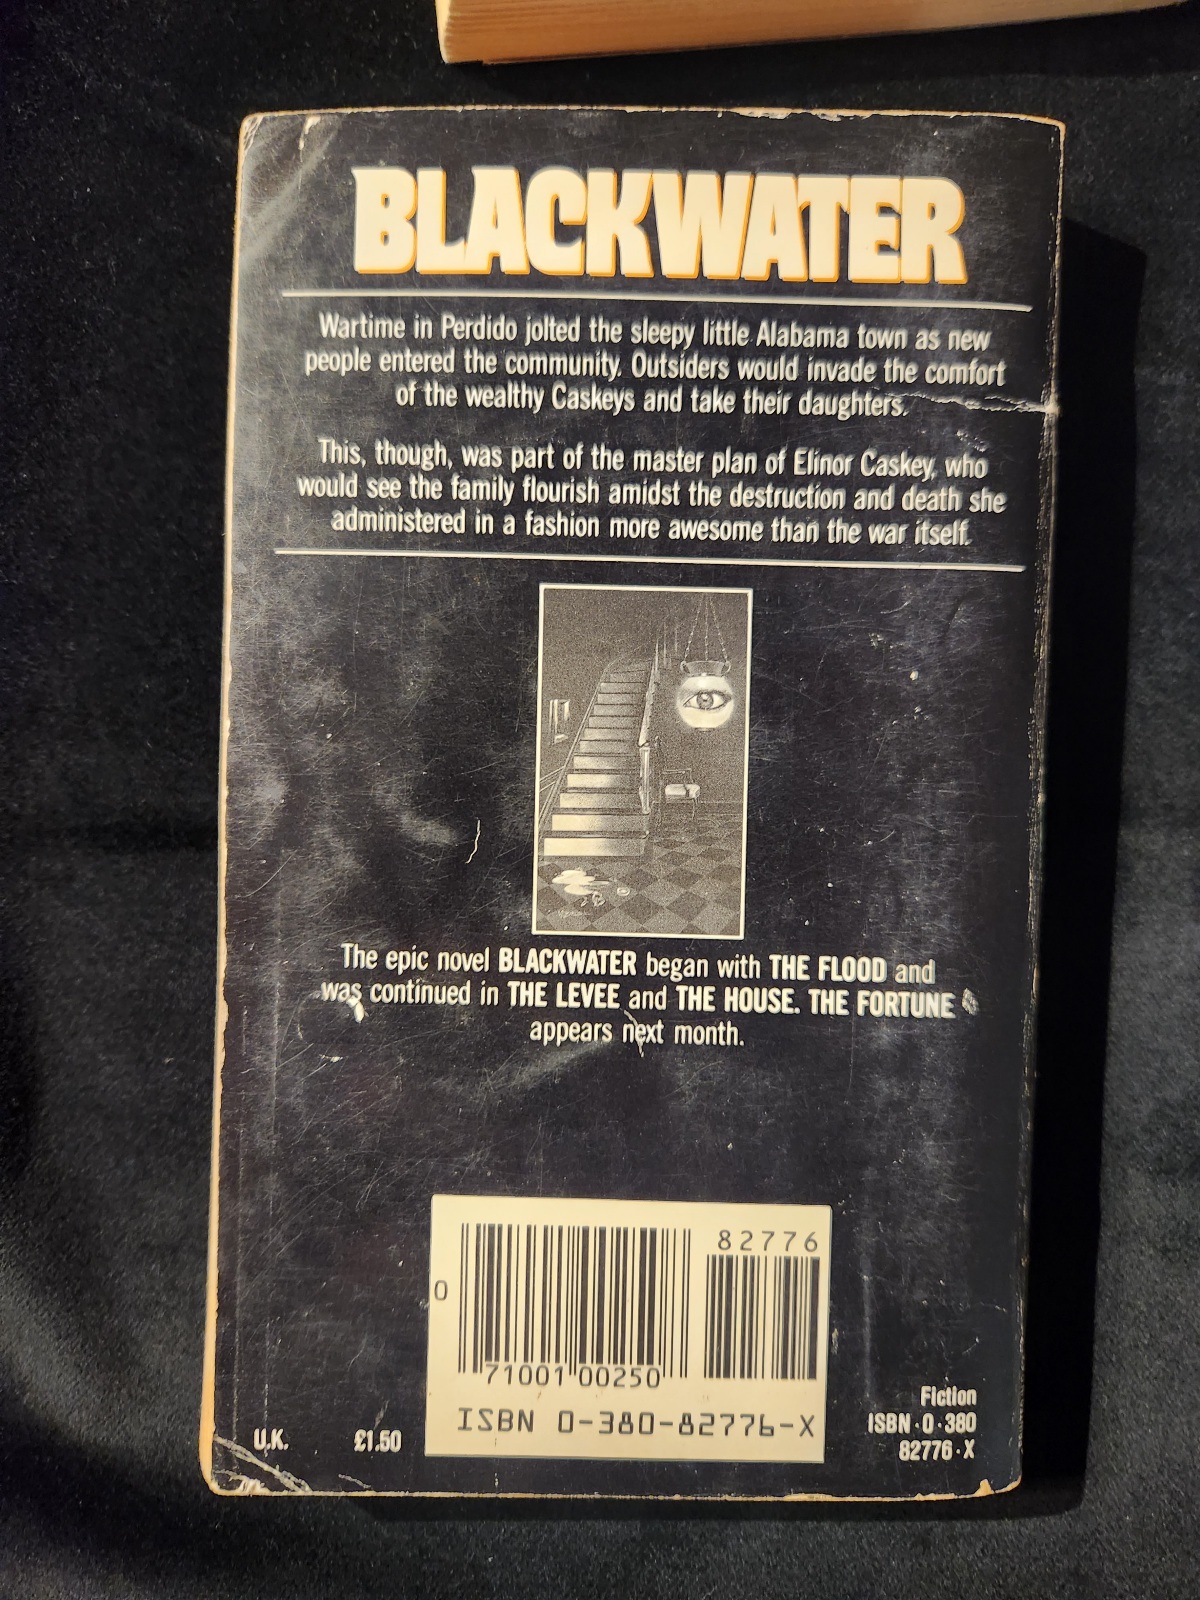 BLACKWATER
Wartime in Perdido jolted the sleepy little Alabama town as new
people entered the community. Outsiders would invade the comfort
of the wealthy Caskeys and take their daughters.
This, though, was part of the master plan of Elinor Caskey, who
would see the family flourish amidst the destruction and death she
administered in a fashion more awesome than the war itself.
The epic novel BLACKWATER began with THE FLOOD and
was continued in THE LEVEE and THE HOUSE. THE FORTUNE
appears next month.
82776
0
71001 00250
ISBN 0-380-82776-X
U.K. £1.50
Fiction
ISBN·0·380
82776·X